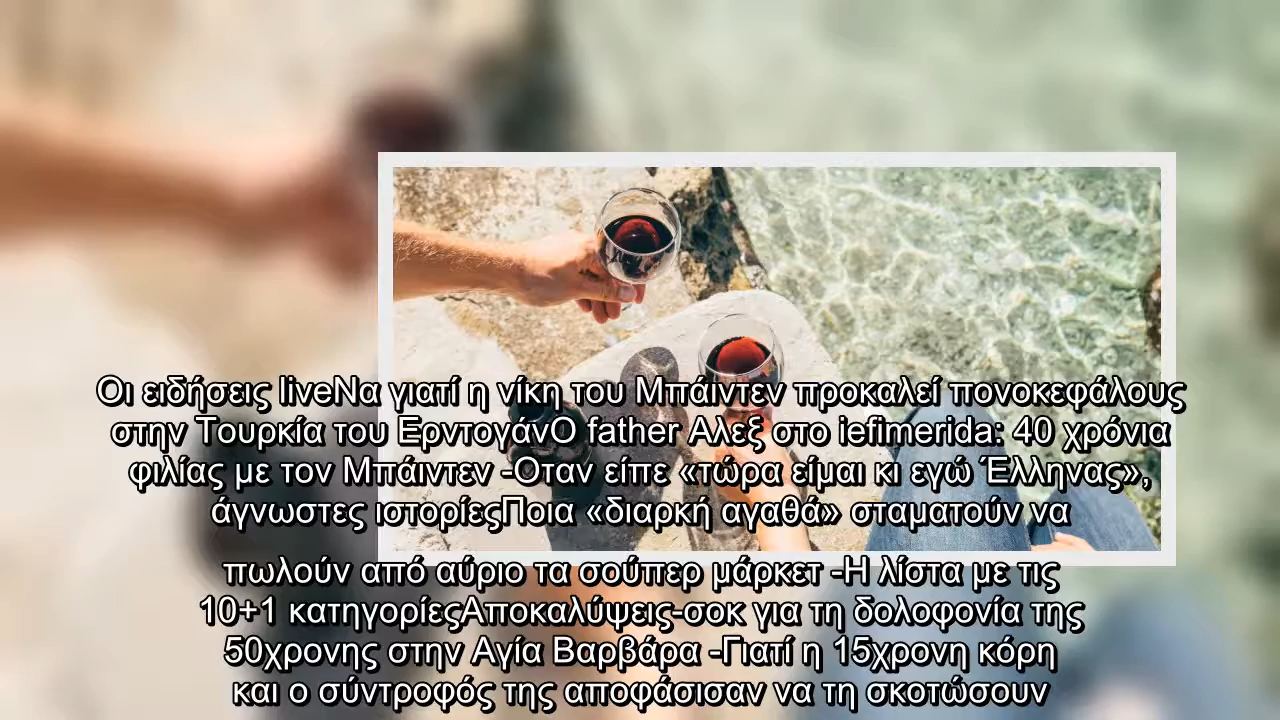 Οι ειδήσεις liveΝα γιατί η νίκη του Μπάιντεν προκαλεί πονοκεφάλους
στην Τουρκία του ΕρντογάνΟ father Αλεξ στο iefimerida: 40 χρόνια
φιλίας με τον Μπάιντεν -Οταν είπε «τώρα είμαι κι εγώ Έλληνας»,
άγνωστες ιστορίεςΠοια «διαρκή αγαθά» σταματούν να
πωλούν από αύριο τα σούπερ μάρκετ -Η λίστα με τις
10+1 κατηγορίεςΑποκαλύψεις-σοκ για τη δολοφονία της
50χρονης στην Αγία Βαρβάρα -Γιατί η 15χρονη κόρη
και ο σύντροφός της αποφάσισαν να τη σκοτώσουν